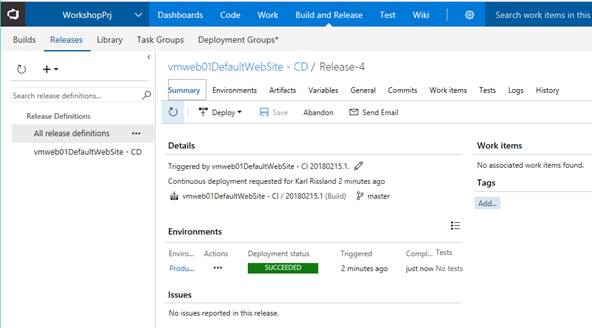 WorkshopPrj
Dashboards Code Work Build and Release Test Wiki
Search work items in this
Builds Releases Library Task Groups Deployment Groups*
Search release definitions...
Release Definitions
All release definitions ...
vmweb01DefaultWebSite - CD
vmweb01DefaultWebSite - CD / Release-4
Summary Environments Artifacts Variables General Commits Work items Tests Logs History
Deploy Save Abandon Send Email
Details
Triggered by vmweb01DefaultWebSite - CI 20180215.1.
Continuous deployment requested for Karl Rissland 2 minutes ago
vmweb01DefaultWebSite - CI / 20180215.1 (Build) master
Work items
No associated work items found.
Tags
Add...
Environments
Enviro... Actions Deployment status Triggered Compl... Tests
Produ... ... SUCCEEDED 2 minutes ago just now No tests
Issues
No issues reported in this release.